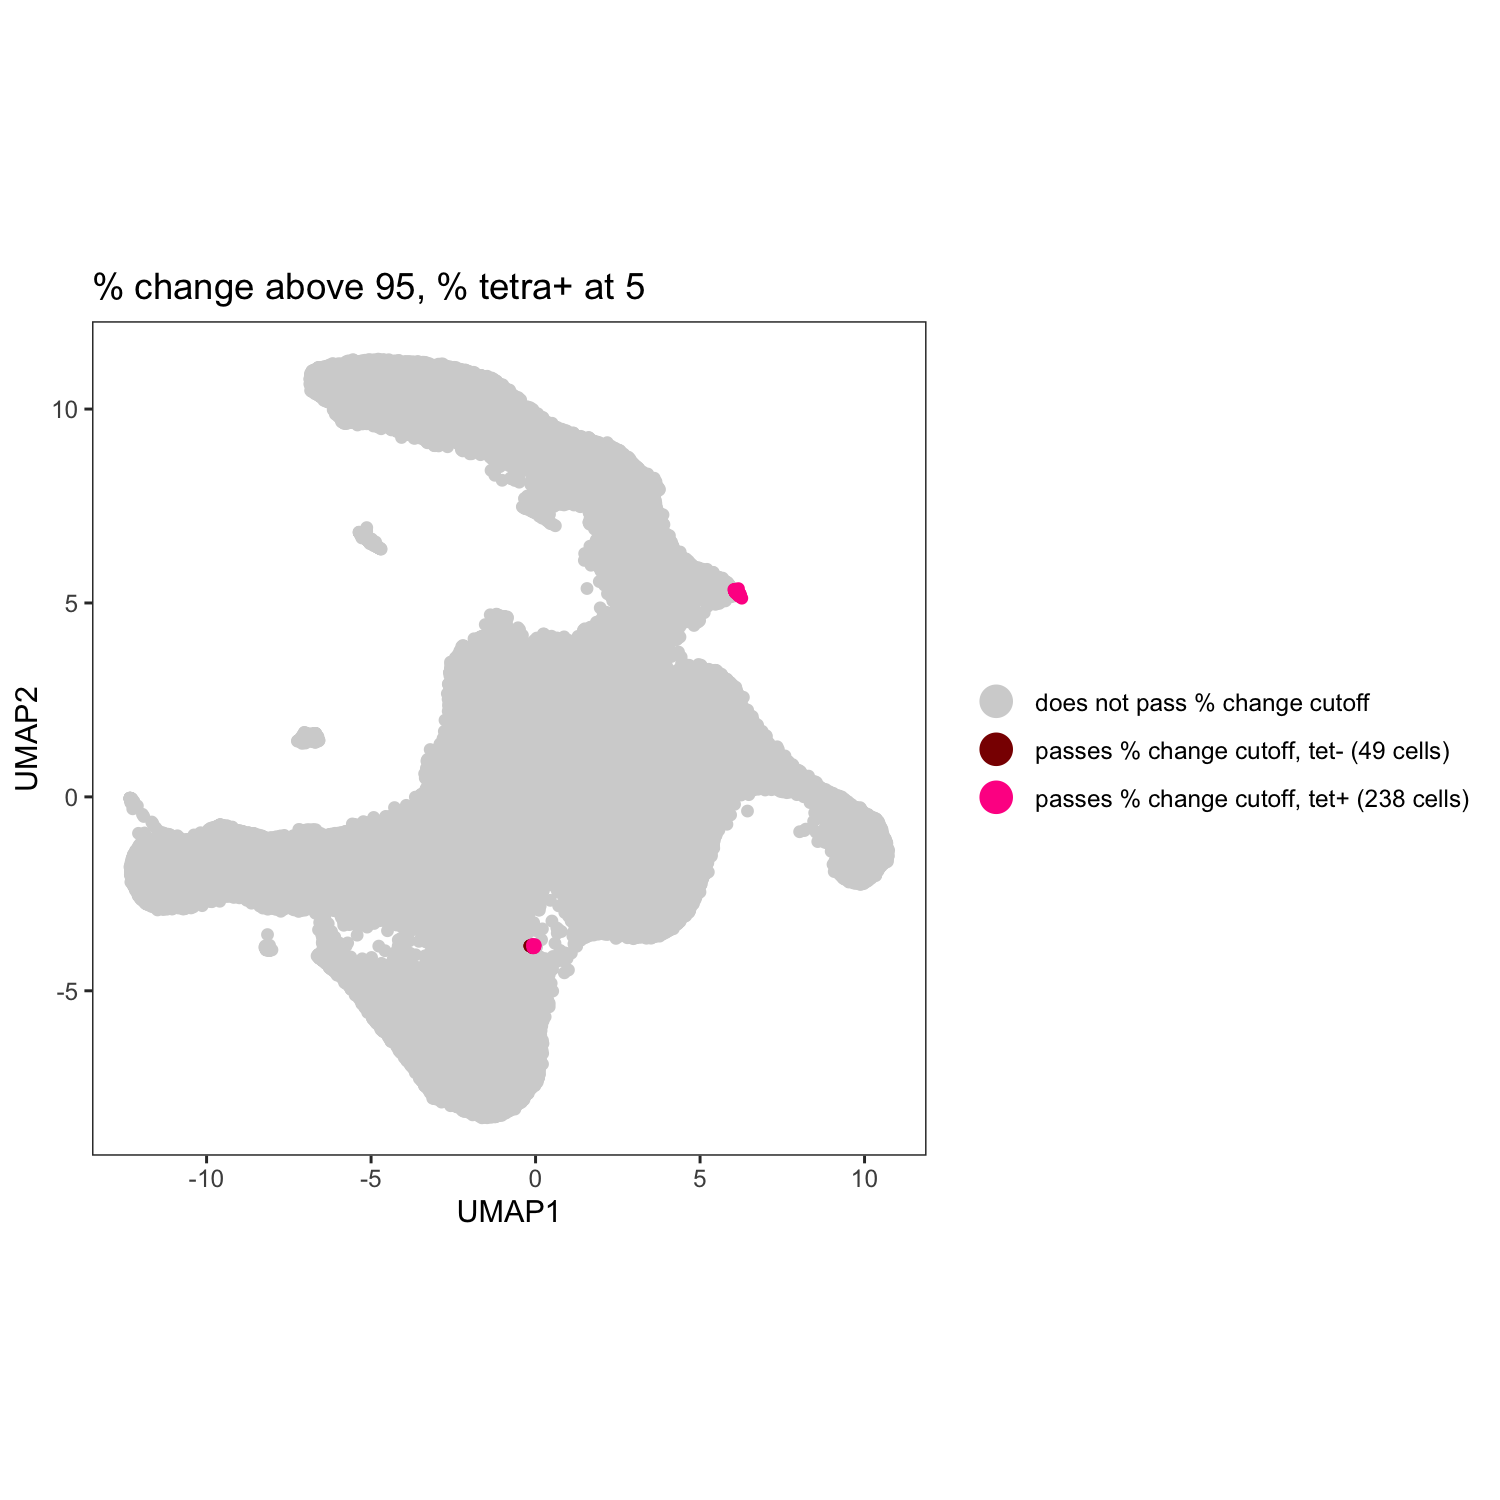 % change above 95, % tetra+ at 5
10
5
0
-5
UMAP2
-10
-5
0
5
10
UMAP1
does not pass % change cutoff
passes % change cutoff, tet- (49 cells)
passes % change cutoff, tet+ (238 cells)